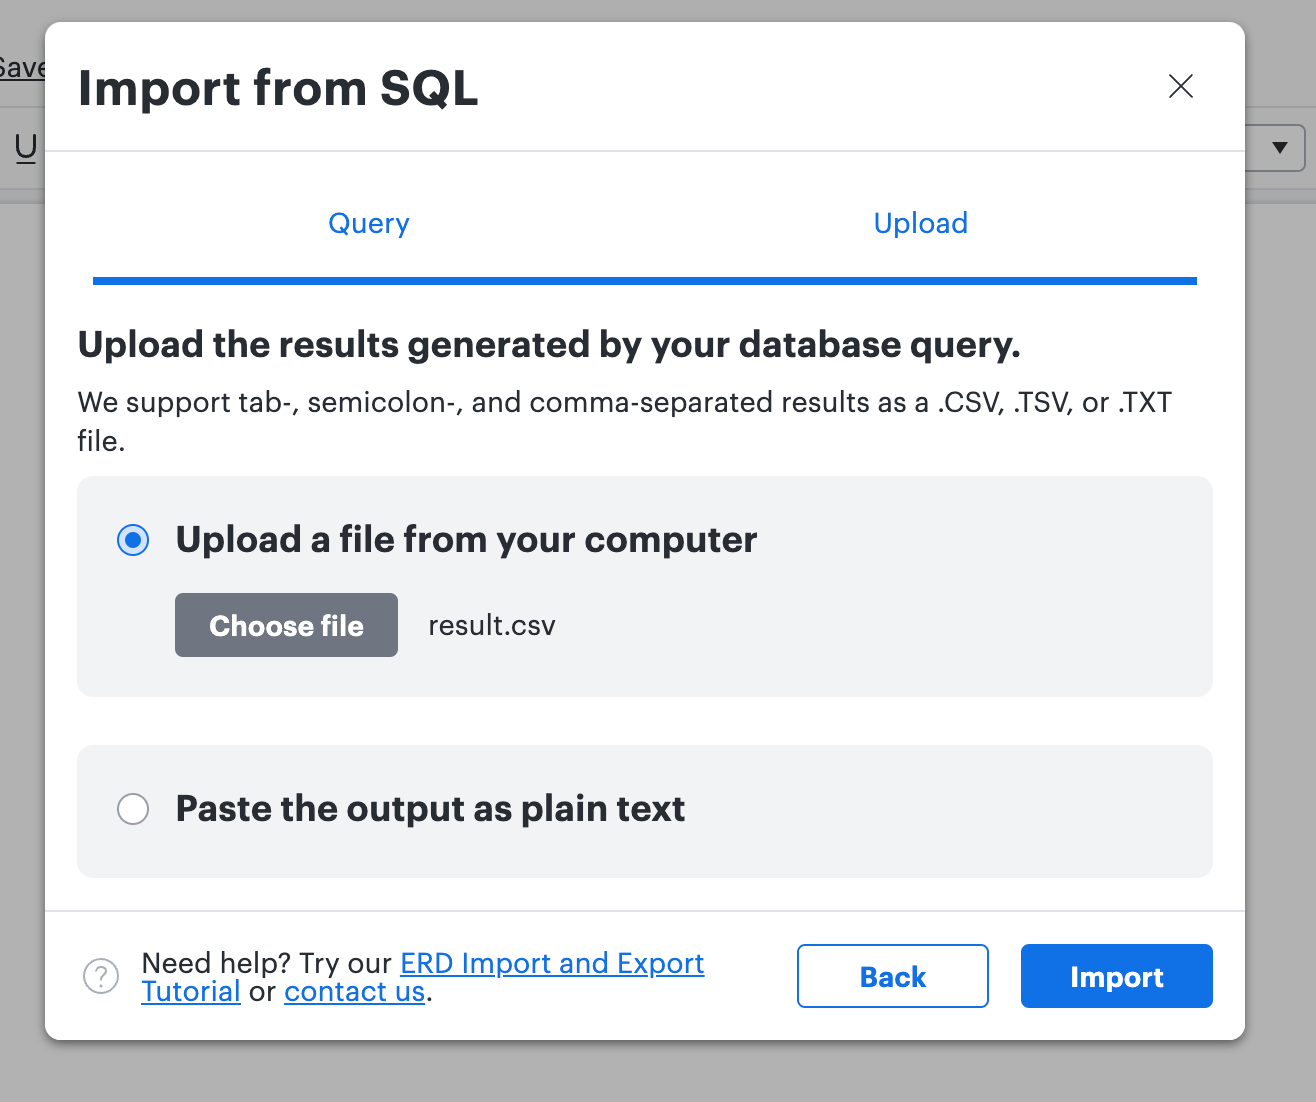 Save
U
Import from SQL
Query
Upload
Upload the results generated by your database query.
We support tab-, semicolon-, and comma-separated results as a .CSV, .TSV, or .TXT
file.
Upload a file from your computer
Choose file
result.csv
Paste the output as plain text
?
Need help? Try our ERD Import and Export
Tutorial or contact us.
Back
Import